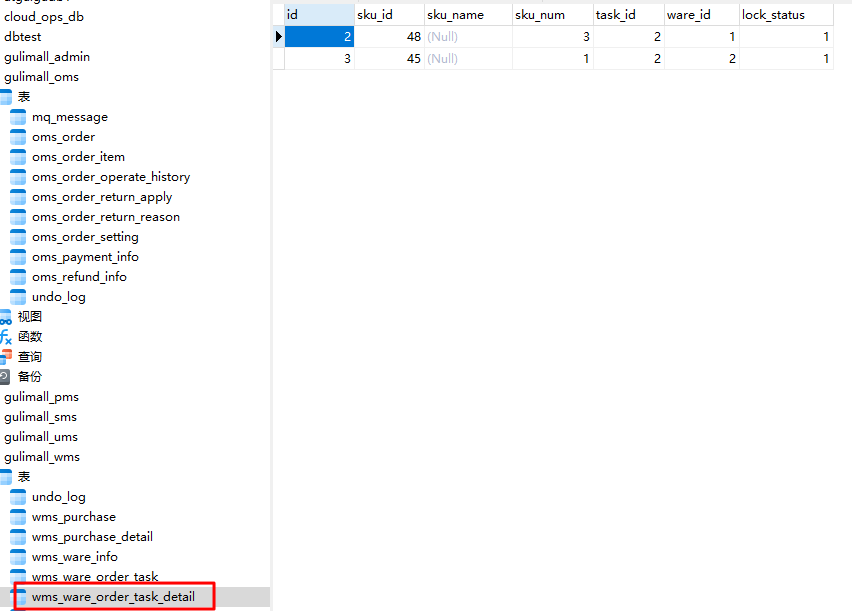 cloud_ops_db
dbtest
gulimall_admin
gulimall_oms
表
mq_message
oms_order
oms_order_item
oms_order_operate_history
oms_order_return_apply
oms_order_return_reason
oms_order_setting
oms_payment_info
oms_refund_info
undo_log
视图
函数
查询
备份
gulimall_pms
gulimall_sms
gulimall_ums
gulimall_wms
表
undo_log
wms_purchase
wms_purchase_detail
wms_ware_info
wms_ware_order_task
wms_ware_order_task_detail
id sku_id sku_name sku_num task_id ware_id lock_status
2 48 (Null) 3 2 1 1
3 45 (Null) 1 2 2 1